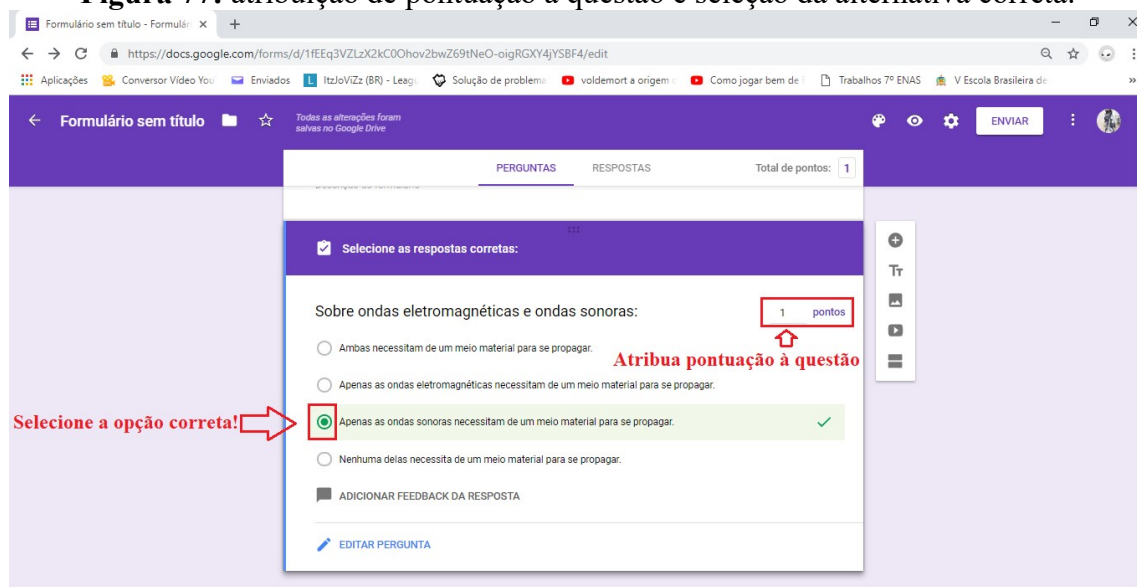 Figura 77: atribuição de pontuação à questão e seleção da alternativa correta.
Formulário sem título - Formulár
https://docs.google.com/forms/d/1fEEq3VZLzX2kC0Ohov2bwZ69tNeO-oigRGXY4jYSBF4/edit
Aplicações Conversor Vídeo You Enviados ItzJoViZz (BR) - Leagu Solução de problema voldemort a origem Como jogar bem de Trabalhos 7º ENAS V Escola Brasileira de »
Formulário sem título Todas as alterações foram salvas no Google Drive ENVIAR
PERGUNTAS RESPOSTAS Total de pontos: 1
Descrição do formulário
Selecione as respostas corretas:
Sobre ondas eletromagnéticas e ondas sonoras: 1 pontos
Ambas necessitam de um meio material para se propagar.
Atribua pontuação à questão
Apenas as ondas eletromagnéticas necessitam de um meio material para se propagar.
Selecione a opção correta! Apenas as ondas sonoras necessitam de um meio material para se propagar.
Nenhuma delas necessita de um meio material para se propagar.
ADICIONAR FEEDBACK DA RESPOSTA
EDITAR PERGUNTA